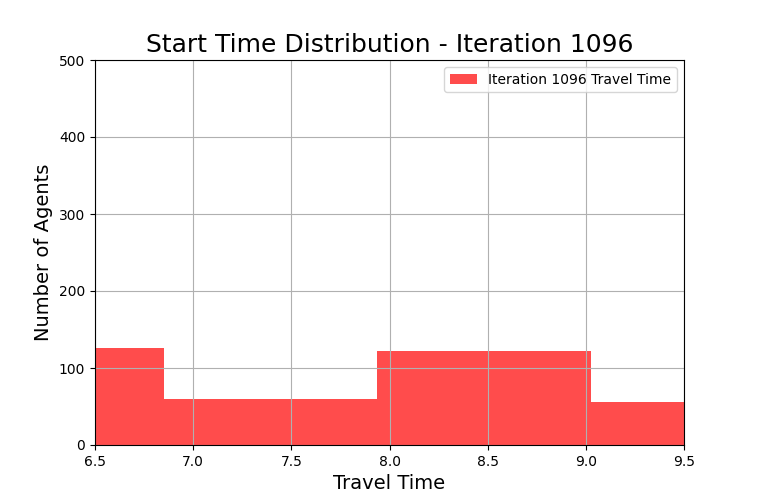 Start Time Distribution - Iteration 1096
Iteration 1096 Travel Time
Number of Agents
500
400
300
200
100
0
6.5 7.0 7.5 8.0 8.5 9.0 9.5
Travel Time